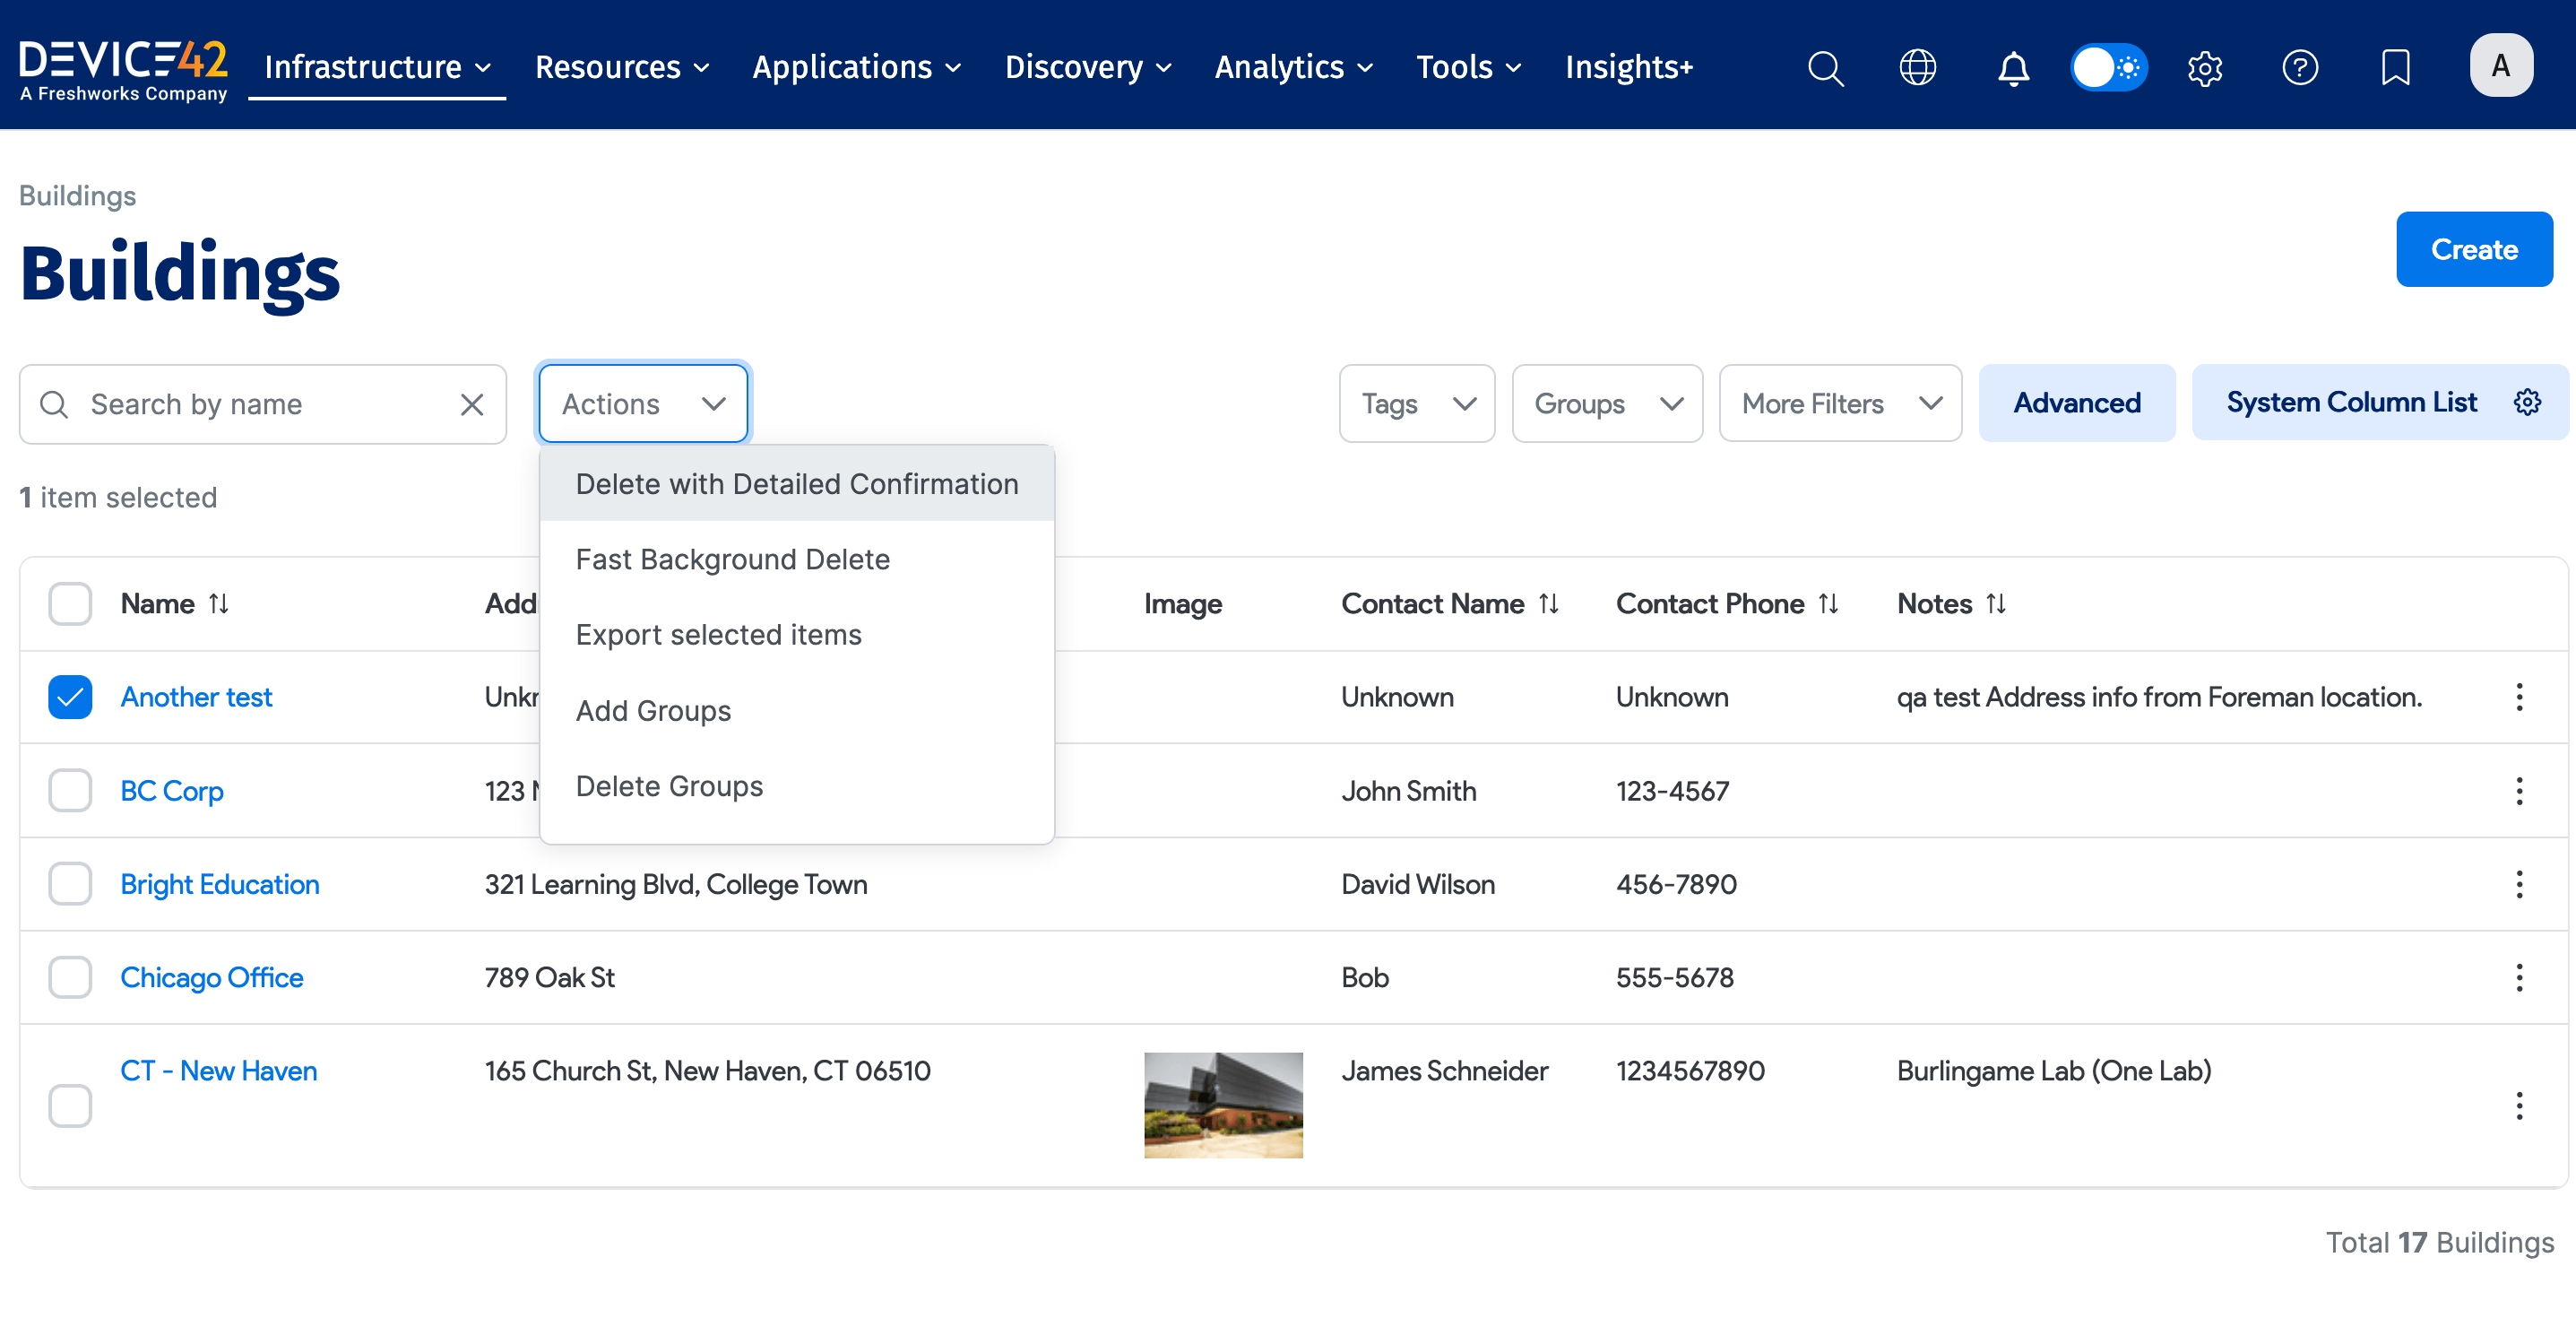 DEVICE42
A Freshworks Company
Infrastructure Resources Applications Discovery Analytics Tools Insights+
A
Buildings
Buildings
Create
Search by name Actions Tags Groups More Filters Advanced System Column List
1 item selected
Delete with Detailed Confirmation
Fast Background Delete
Export selected items
Add Groups
Delete Groups
Name Add Image Contact Name Contact Phone Notes
Another test Unkn Unknown Unknown qa test Address info from Foreman location.
BC Corp 123 John Smith 123-4567
Bright Education 321 Learning Blvd, College Town David Wilson 456-7890
Chicago Office 789 Oak St Bob 555-5678
CT - New Haven 165 Church St, New Haven, CT 06510 James Schneider 1234567890 Burlingame Lab (One Lab)
Total 17 Buildings